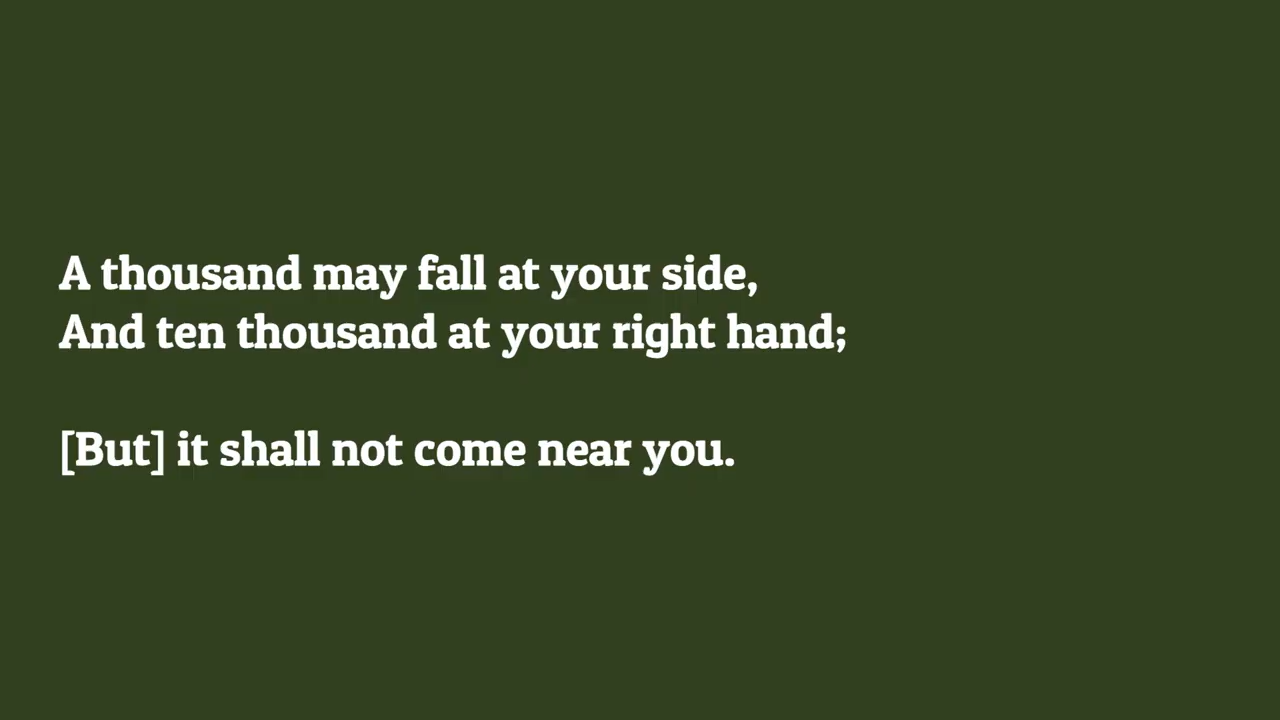 A thousand may fall at your side,
And ten thousand at your right hand;
[But] it shall not come near you.